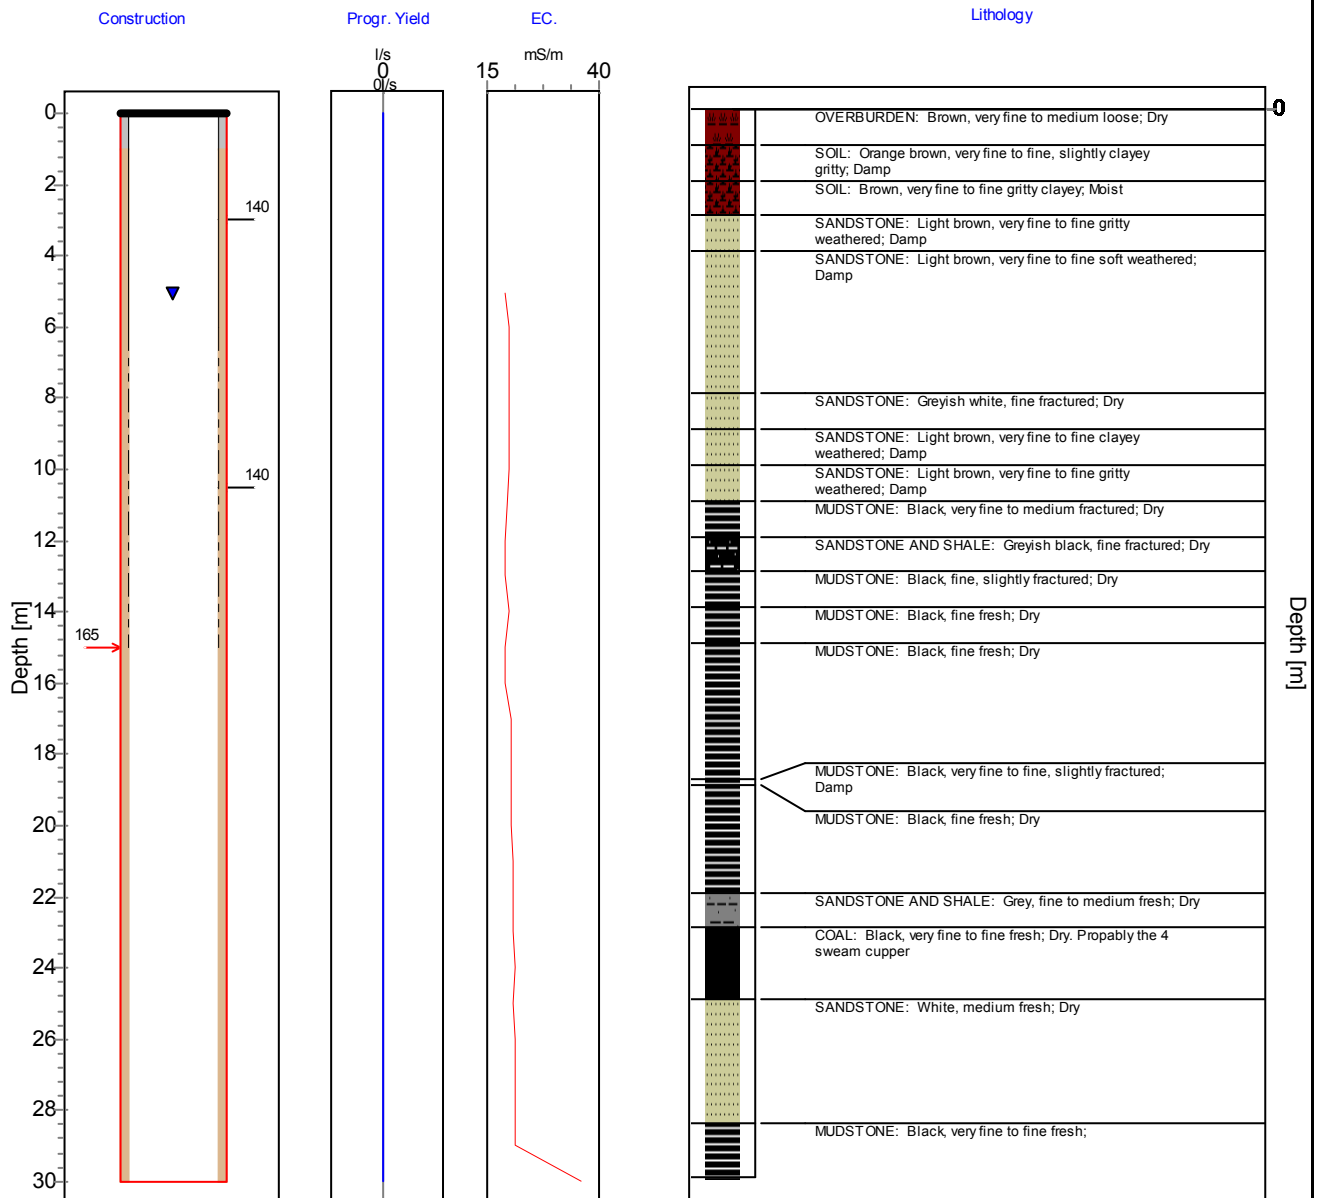 Construction
Progr. Yield
EC.
Lithology
l/s
0
0l/s
mS/m
15 40
0
2
4
6
8
10
12
14
16
18
20
22
24
26
28
30
Depth [m]
140
140
165
0
OVERBURDEN: Brown, very fine to medium loose; Dry
SOIL: Orange brown, very fine to fine, slightly clayey
gritty; Damp
SOIL: Brown, very fine to fine gritty clayey; Moist
SANDSTONE: Light brown, very fine to fine gritty
weathered; Damp
SANDSTONE: Light brown, very fine to fine soft weathered;
Damp
SANDSTONE: Greyish white, fine fractured; Dry
SANDSTONE: Light brown, very fine to fine clayey
weathered; Damp
SANDSTONE: Light brown, very fine to fine gritty
weathered; Damp
MUDSTONE: Black, very fine to medium fractured; Dry
SANDSTONE AND SHALE: Greyish black, fine fractured; Dry
MUDSTONE: Black, fine, slightly fractured; Dry
MUDSTONE: Black, fine fresh; Dry
MUDSTONE: Black, fine fresh; Dry
MUDSTONE: Black, very fine to fine, slightly fractured;
Damp
MUDSTONE: Black, fine fresh; Dry
SANDSTONE AND SHALE: Grey, fine to medium fresh; Dry
COAL: Black, very fine to fine fresh; Dry. Propably the 4
sweam cupper
SANDSTONE: White, medium fresh; Dry
MUDSTONE: Black, very fine to fine fresh;
Depth [m]